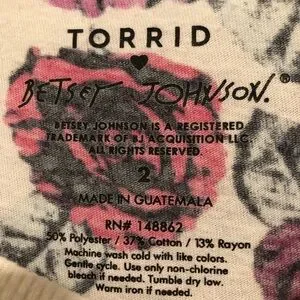 TORRID
BETSEY JOHNSON.®
BETSEY JOHNSON IS A REGISTERED
TRADEMARK OF BJ ACQUISITION LLC.
ALL RIGHTS RESERVED.
2
MADE IN GUATEMALA
RN# 148862
50% Polyester / 37% Cotton / 13% Rayon
Machine wash cold with like colors.
Gentle cycle. Use only non-chlorine
bleach if needed. Tumble dry low.
Warm iron if needed.